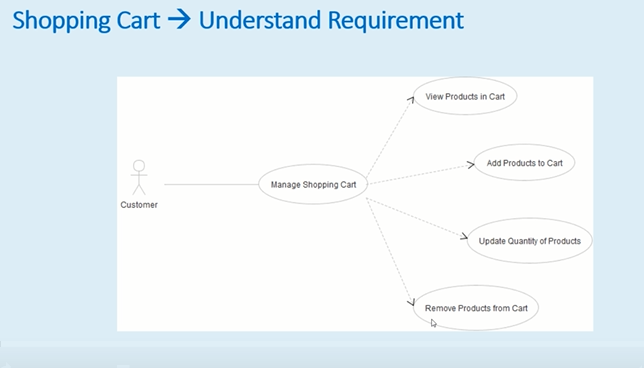 Shopping Cart → Understand Requirement
View Products in Cart
Add Products to Cart
Manage Shopping Cart
Customer
Update Quantity of Products
Remove Products from Cart